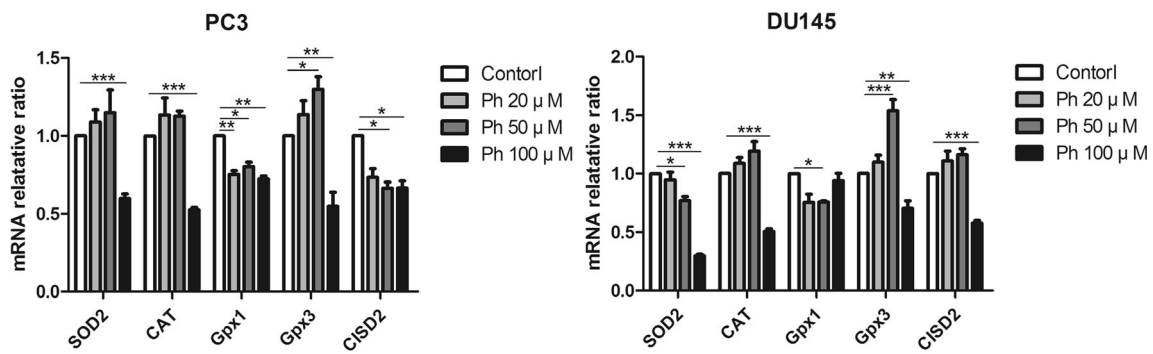 PC3
mRNA relatative ratio
1.5
1.0
0.5
0.0
***
***
**
*
**
**
*
*
*
SOD2
CAT
Gpx1
Gpx3
CISD2
Contorl
Ph 20 μ M
Ph 50 μ M
Ph 100 μ M
DU145
mRNA relatative ratio
2.0
1.5
1.0
0.5
0.0
***
*
***
*
**
***
***
SOD2
CAT
Gpx1
Gpx3
CISD2
Contorl
Ph 20 μ M
Ph 50 μ M
Ph 100 μ M